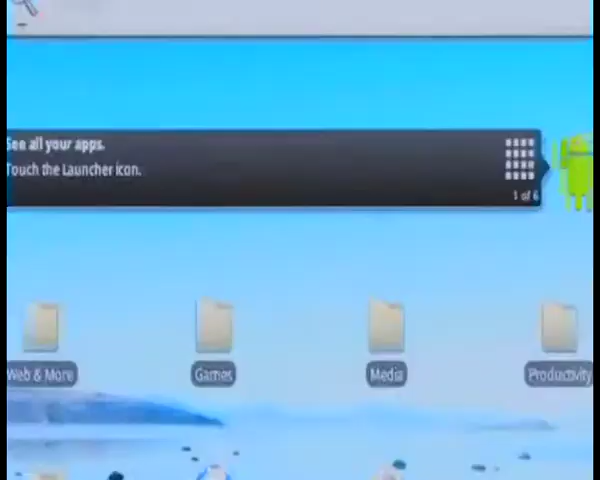 See all your apps.
Touch the Launcher icon.
1 of 6
Web & More
Games
Media
Productivity